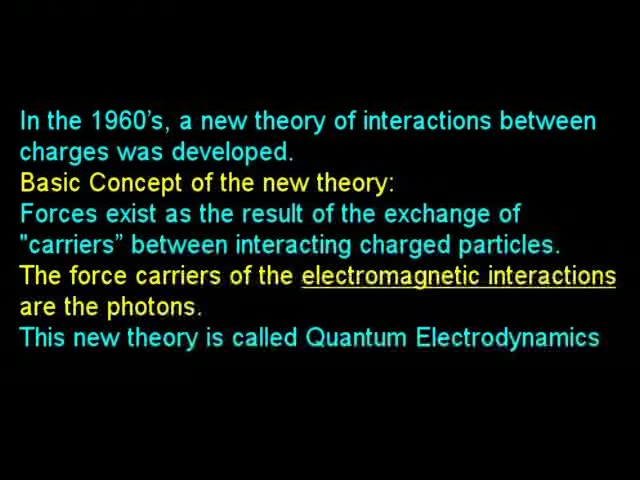 In the 1960’s, a new theory of interactions between
charges was developed.
Basic Concept of the new theory:
Forces exist as the result of the exchange of
"carriers” between interacting charged particles.
The force carriers of the electromagnetic interactions
are the photons.
This new theory is called Quantum Electrodynamics